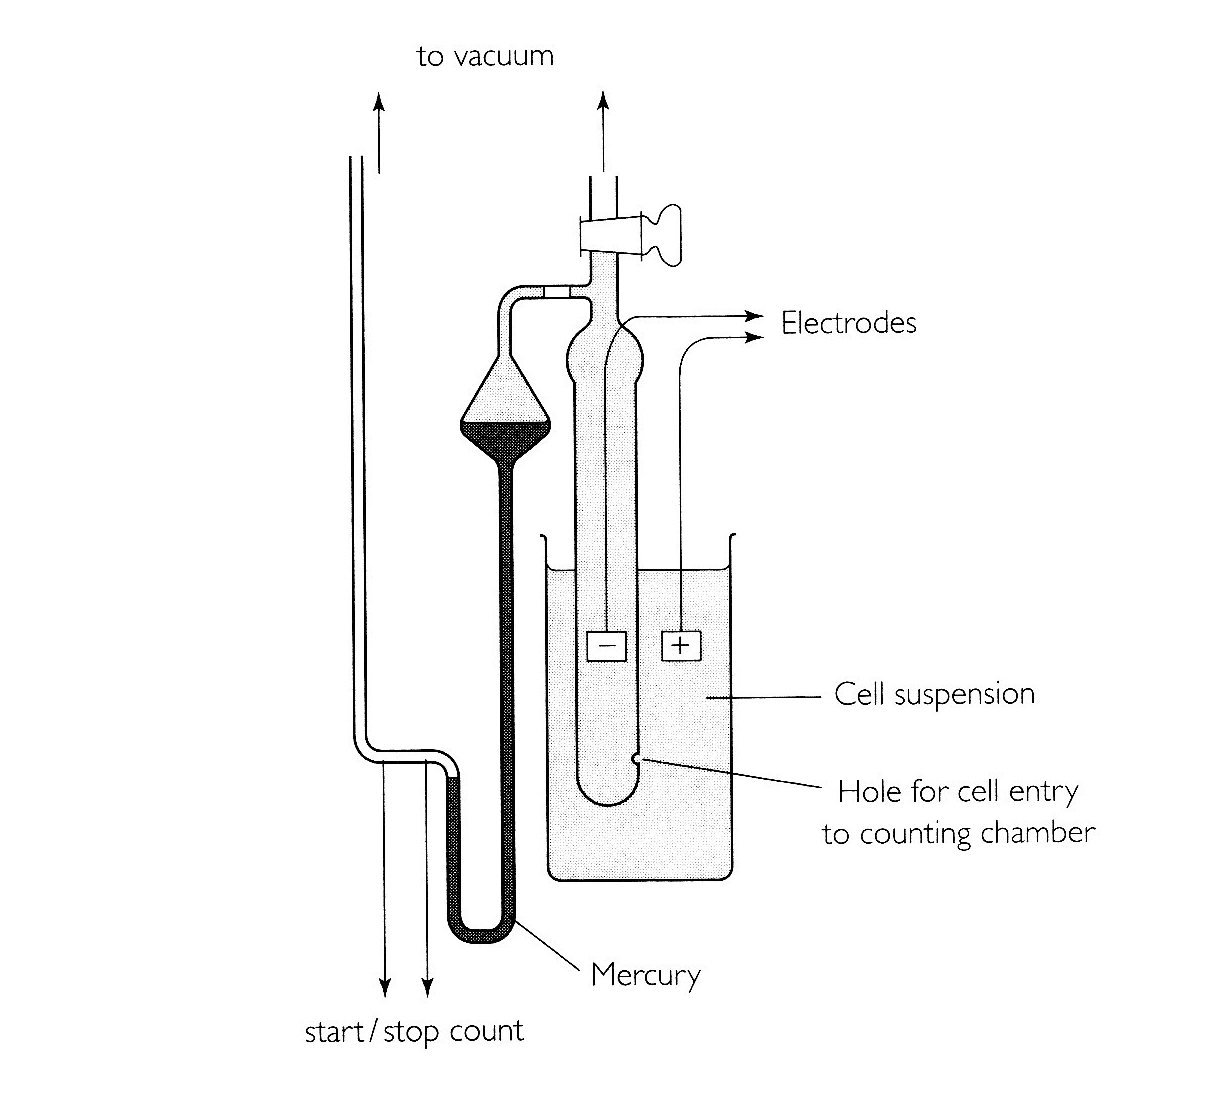 to vacuum
Electrodes
−
+
Cell suspension
Hole for cell entry
to counting chamber
Mercury
start/stop count